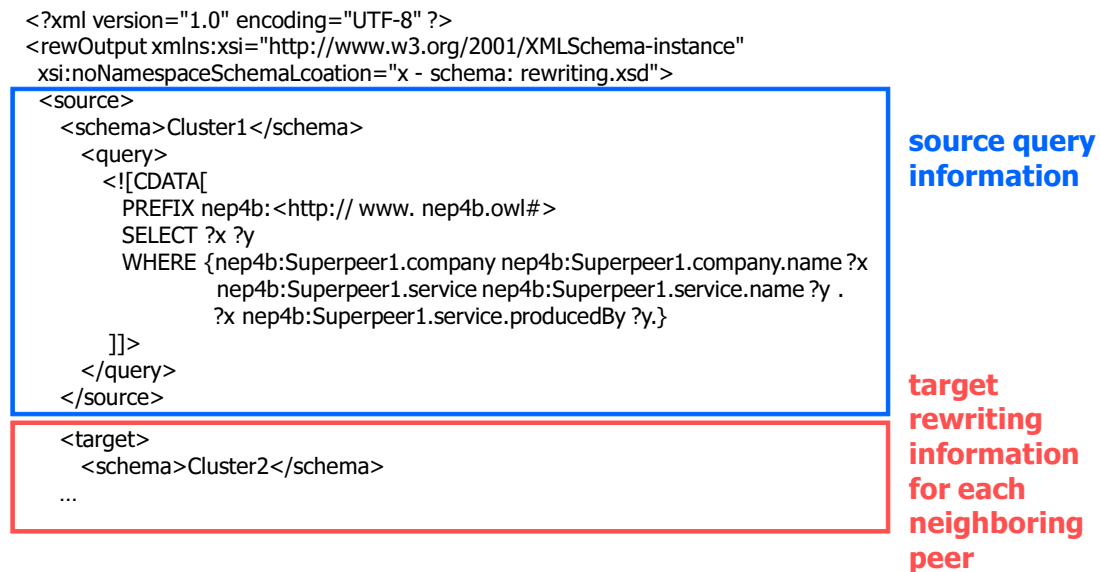 <?xml version="1.0" encoding="UTF-8" ?>
<rewOutput xmlns:xsi="http://www.w3.org/2001/XMLSchema-instance"
xsi:noNamespaceSchemaLcoation="x - schema: rewriting.xsd">
<source>
<schema>Cluster1</schema>
<query>
<![CDATA[
PREFIX nep4b:<http:// www. nep4b.owl#>
SELECT ?x ?y
WHERE {nep4b:Superpeer1.company nep4b:Superpeer1.company.name ?x
nep4b:Superpeer1.service nep4b:Superpeer1.service.name ?y .
?x nep4b:Superpeer1.service.producedBy ?y.}
]]>
</query>
</source>
source query
information
<target>
<schema>Cluster2</schema>
…
target
rewriting
information
for each
neighboring
peer